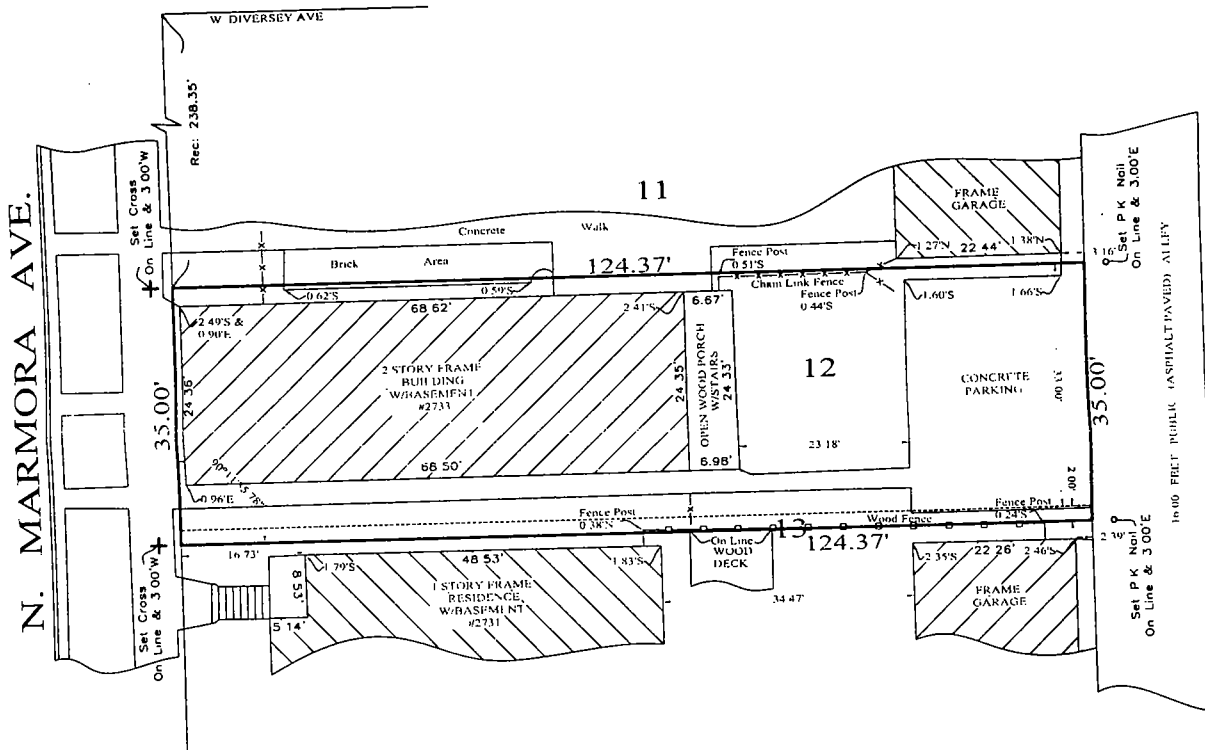 W DIVERSEY AVE
Rec: 238.35'
N. MARMORA AVE.
Set Cross
On Line & 3.00'W
11
Concrete Walk
Brick Area
124.37'
FRAME
GARAGE
1.27'N
22.44'
1.38'N
3.16'
Set PK Nail
On Line & 3.00'E
Fence Post
0.51'S
Chain Link Fence
Fence Post
0.44'S
0.62'S
0.59'S
68.62'
2.41'S
6.67'
1.60'S
1.66'S
2.49'S &
0.90'E
35.00'
24.36'
2 STORY FRAME
BUILDING
W/BASEMENT
#2733
24.35'
OPEN WOOD PORCH
W/STAIRS
24.33'
12
CONCRETE
PARKING
33.00'
35.00'
16.00 FEET PUBLIC (ASPHALT PAVED) ALLEY
23.18'
68.50'
6.98'
0.96'E
2.00'
Fence Post
0.38'N
Wood Fence
Fence Post
0.24'S
On Line
WOOD
DECK
13
124.37'
16.73'
48.53'
1.79'S
1.83'S
8.53'
5.14'
1 STORY FRAME
RESIDENCE
W/BASEMENT
#2731
34.47'
2.35'S
22.26'
2.46'S
2.39'
FRAME
GARAGE
Set Cross
On Line & 3.00'W
Set PK Nail
On Line & 3.00'E